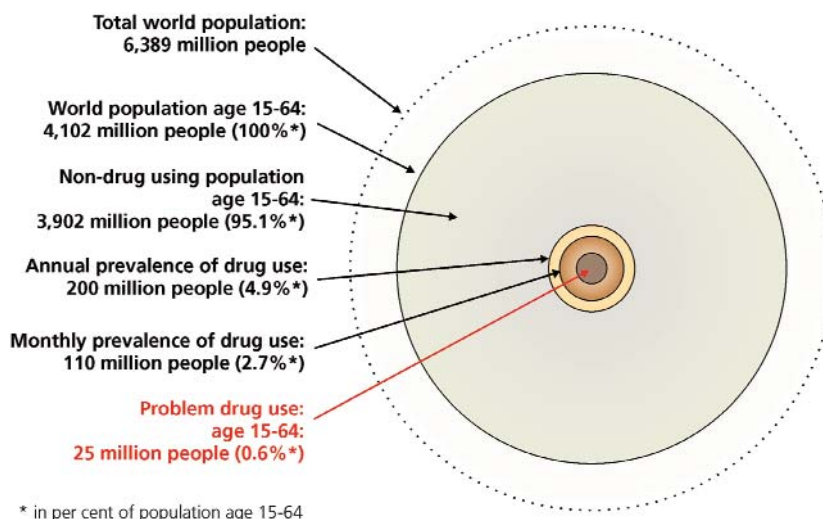 Total world population:
6,389 million people
World population age 15-64:
4,102 million people (100%*)
Non-drug using population
age 15-64:
3,902 million people (95.1%*)
Annual prevalence of drug use:
200 million people (4.9%*)
Monthly prevalence of drug use:
110 million people (2.7%*)
Problem drug use:
age 15-64:
25 million people (0.6%*)
* in per cent of population age 15-64